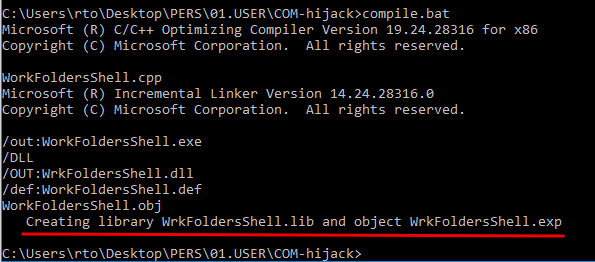 C:\Users\rto\Desktop\PERS\01.USER\COM-hijack>compile.bat
Microsoft (R) C/C++ Optimizing Compiler Version 19.24.28316 for x86
Copyright (C) Microsoft Corporation.  All rights reserved.
WorkFoldersShell.cpp
Microsoft (R) Incremental Linker Version 14.24.28316.0
Copyright (C) Microsoft Corporation.  All rights reserved.
/out:WorkFoldersShell.exe
/DLL
/OUT:WrkFoldersShell.dll
/def:WorkFoldersShell.def
WorkFoldersShell.obj
   Creating library WrkFoldersShell.lib and object WrkFoldersShell.exp
C:\Users\rto\Desktop\PERS\01.USER\COM-hijack>